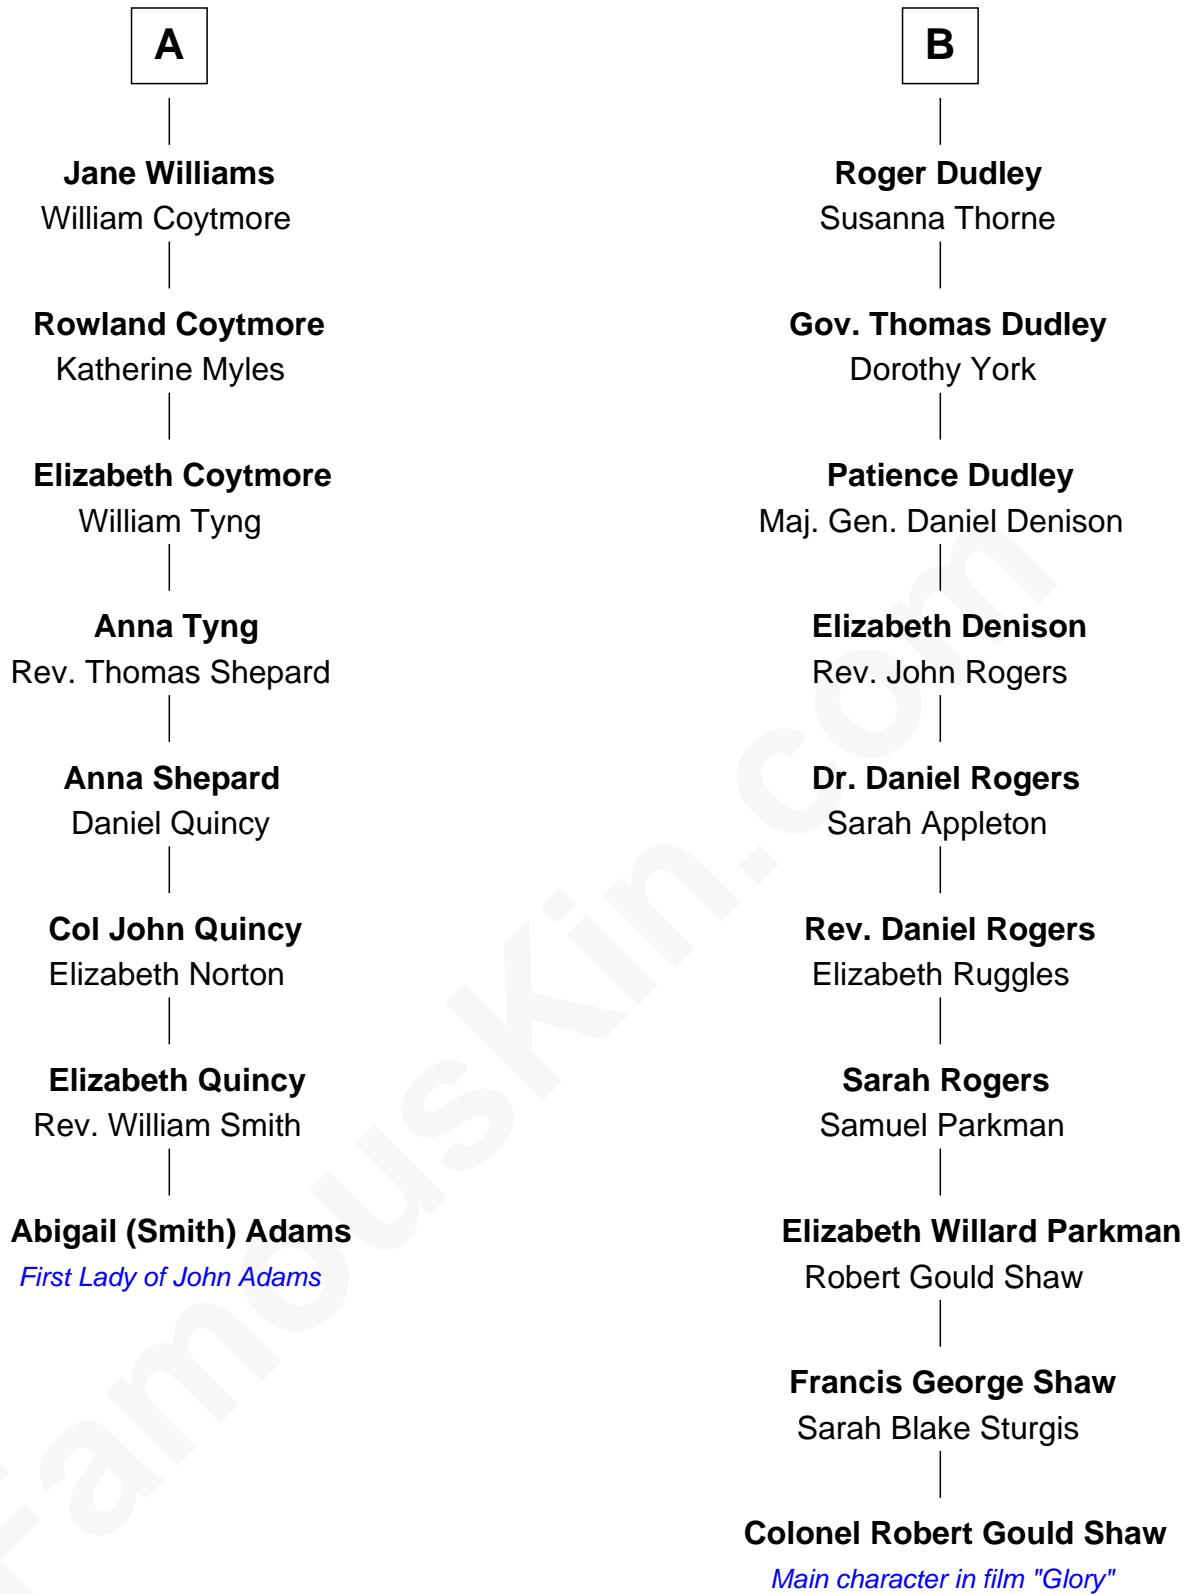 A
Jane Williams
William Coytmore
Rowland Coytmore
Katherine Myles
Elizabeth Coytmore
William Tyng
Anna Tyng
Rev. Thomas Shepard
Anna Shepard
Daniel Quincy
Col John Quincy
Elizabeth Norton
Elizabeth Quincy
Rev. William Smith
Abigail (Smith) Adams
First Lady of John Adams
B
Roger Dudley
Susanna Thorne
Gov. Thomas Dudley
Dorothy York
Patience Dudley
Maj. Gen. Daniel Denison
Elizabeth Denison
Rev. John Rogers
Dr. Daniel Rogers
Sarah Appleton
Rev. Daniel Rogers
Elizabeth Ruggles
Sarah Rogers
Samuel Parkman
Elizabeth Willard Parkman
Robert Gould Shaw
Francis George Shaw
Sarah Blake Sturgis
Colonel Robert Gould Shaw
Main character in film "Glory"
FamousKin.com